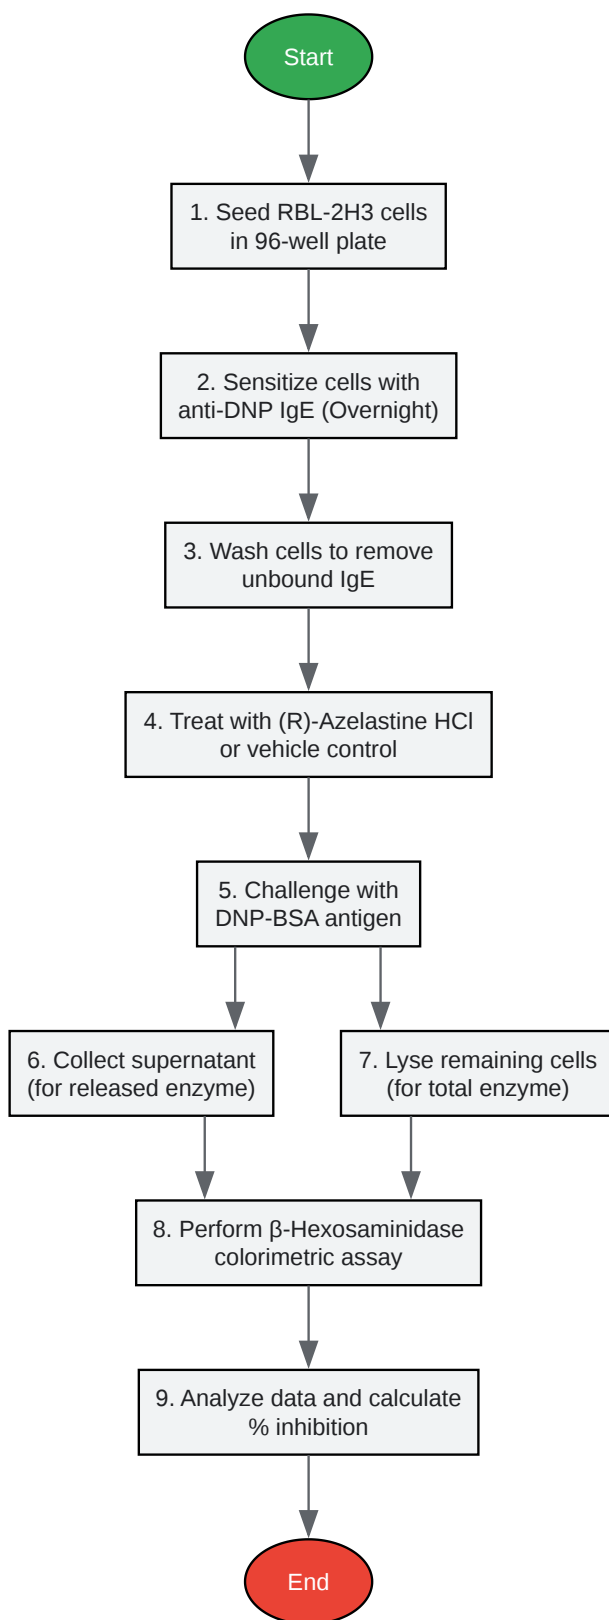 Start
1. Seed RBL-2H3 cells
in 96-well plate
2. Sensitize cells with
anti-DNP IgE (Overnight)
3. Wash cells to remove
unbound IgE
4. Treat with (R)-Azelastine HCl
or vehicle control
5. Challenge with
DNP-BSA antigen
6. Collect supernatant
(for released enzyme)
7. Lyse remaining cells
(for total enzyme)
8. Perform β-Hexosaminidase
colorimetric assay
9. Analyze data and calculate
% inhibition
End